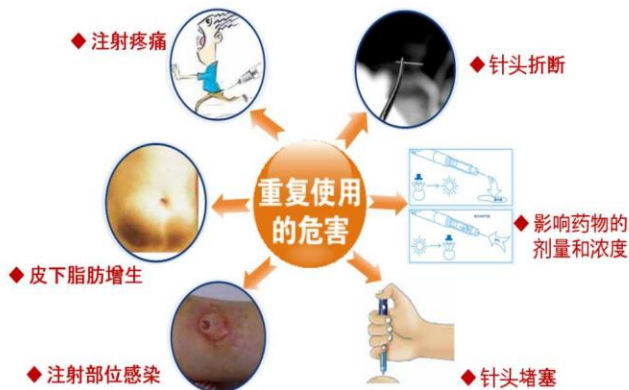 ◆ 注射疼痛
◆ 针头折断
重复使用
的危害
◆ 影响药物的
剂量和浓度
◆ 皮下脂肪增生
◆ 注射部位感染
◆ 针头堵塞